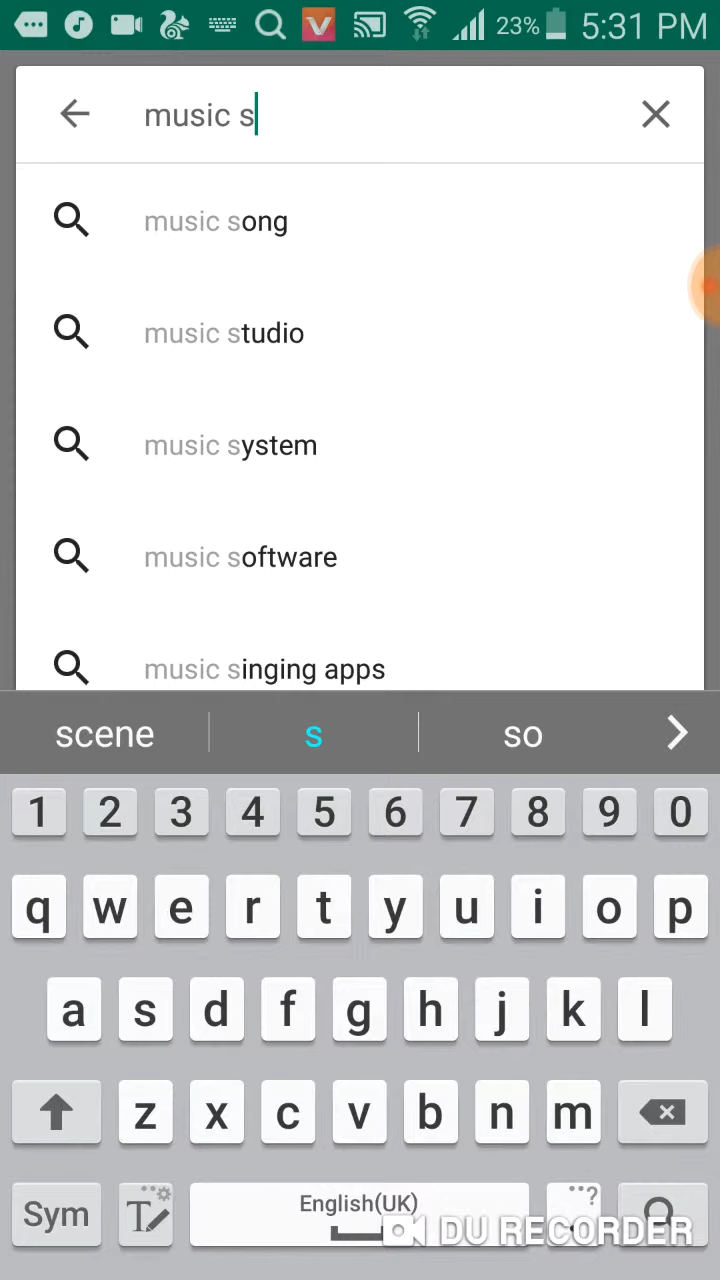 23% 5:31 PM
music s
music song
music studio
music system
music software
music singing apps
scene s so
1 2 3 4 5 6 7 8 9 0
q w e r t y u i o p
a s d f g h j k l
z x c v b n m
Sym T English(UK) ?
DU RECORDER